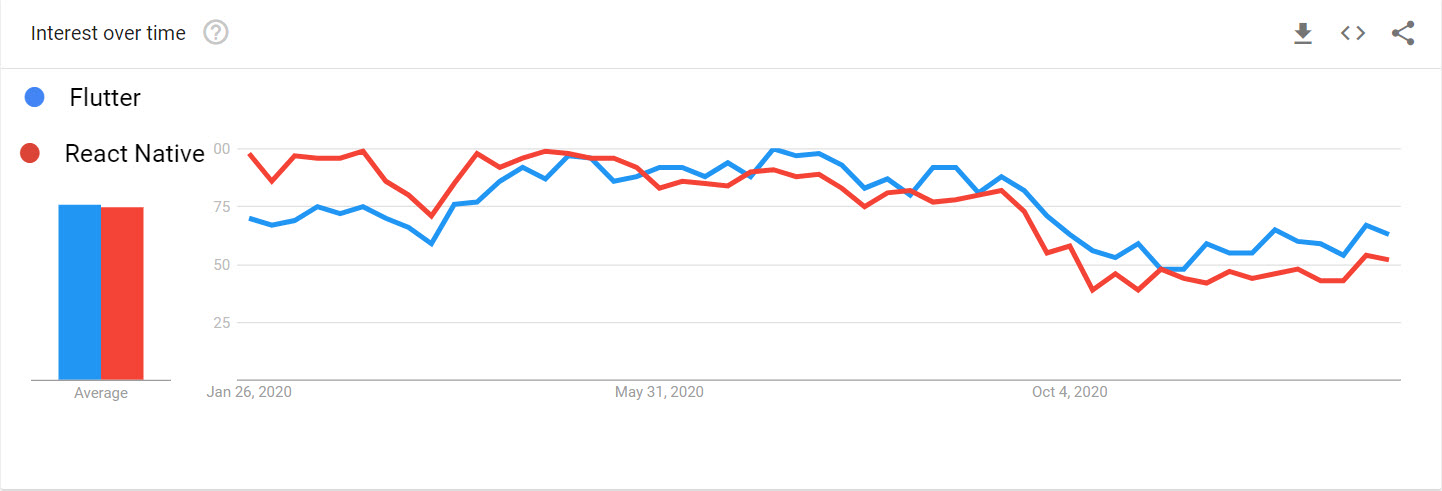 Interest over time ?
Flutter
React Native
00
75
50
25
Average
Jan 26, 2020 May 31, 2020 Oct 4, 2020